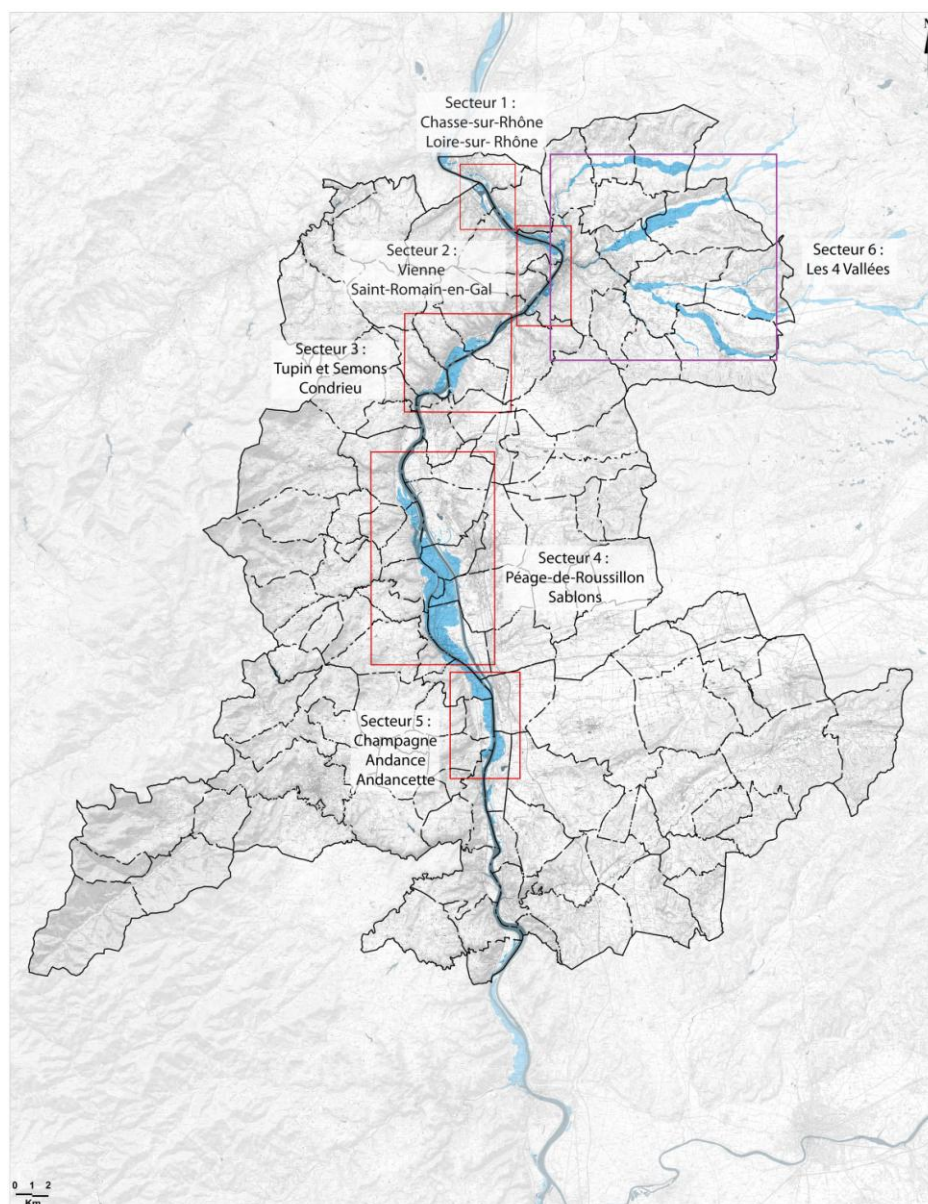 N
Secteur 1 :
Chasse-sur-Rhône
Loire-sur- Rhône
Secteur 2 :
Vienne
Saint-Romain-en-Gal
Secteur 6 :
Les 4 Vallées
Secteur 3 :
Tupin et Semons
Condrieu
Secteur 4 :
Péage-de-Roussillon
Sablons
Secteur 5 :
Champagne
Andance
Andancette
0 1 2
Km